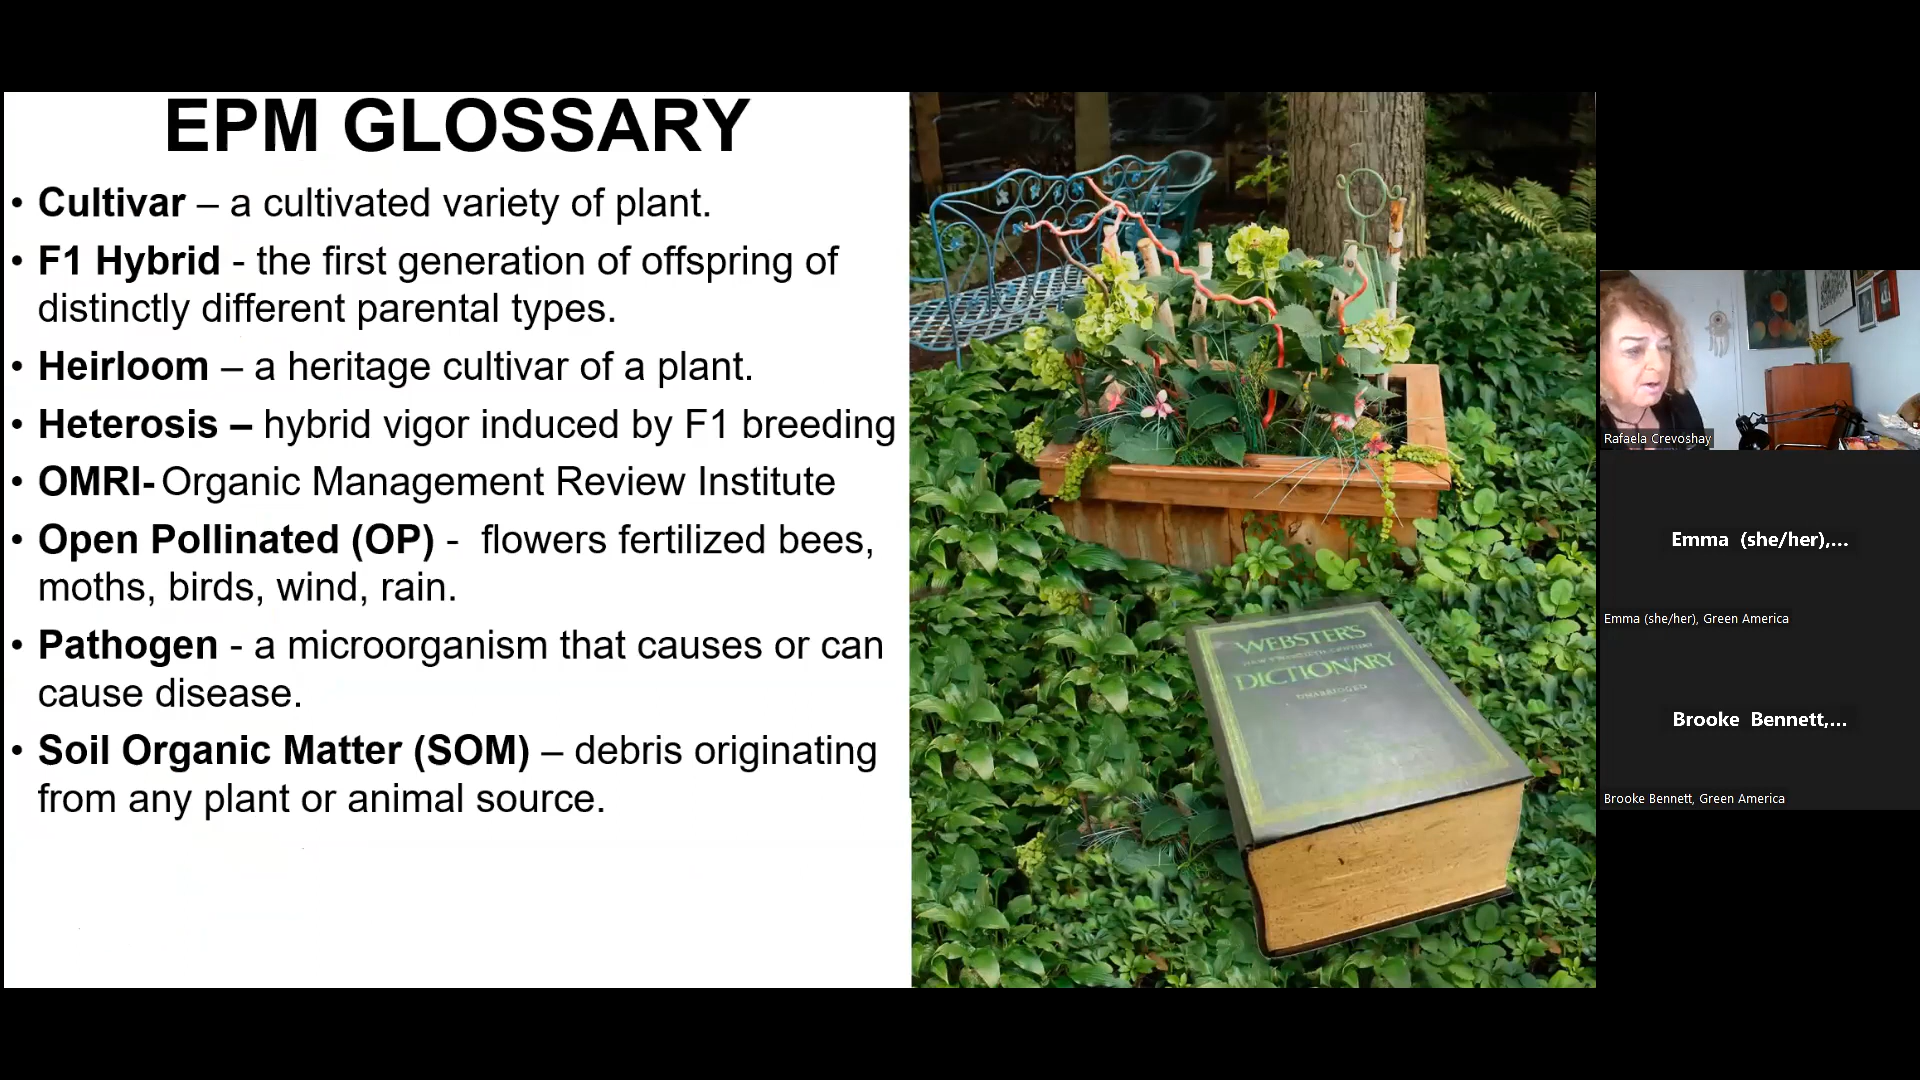 EPM GLOSSARY
• Cultivar – a cultivated variety of plant.
• F1 Hybrid - the first generation of offspring of
distinctly different parental types.
• Heirloom – a heritage cultivar of a plant.
• Heterosis – hybrid vigor induced by F1 breeding
• OMRI- Organic Management Review Institute
• Open Pollinated (OP) - flowers fertilized bees,
moths, birds, wind, rain.
• Pathogen - a microorganism that causes or can
cause disease.
• Soil Organic Matter (SOM) – debris originating
from any plant or animal source.
WEBSTER'S
NEW TWENTIETH CENTURY
DICTIONARY
UNABRIDGED
Rafaela Crevoshay
Emma (she/her),...
Emma (she/her), Green America
Brooke Bennett,...
Brooke Bennett, Green America